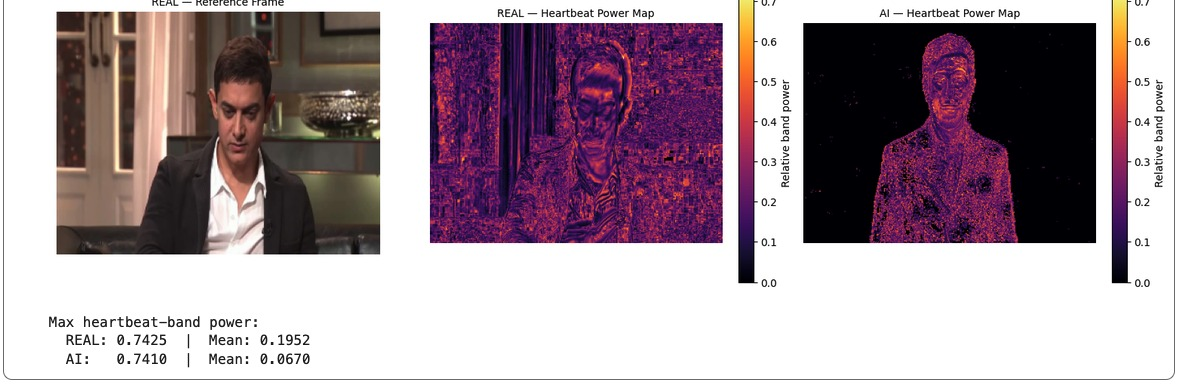 REAL — Reference Frame
REAL — Heartbeat Power Map
AI — Heartbeat Power Map
0.7
0.6
0.5
0.4
0.3
0.2
0.1
0.0
Relative band power
0.7
0.6
0.5
0.4
0.3
0.2
0.1
0.0
Relative band power
Max heartbeat-band power:
REAL: 0.7425 | Mean: 0.1952
AI: 0.7410 | Mean: 0.0670